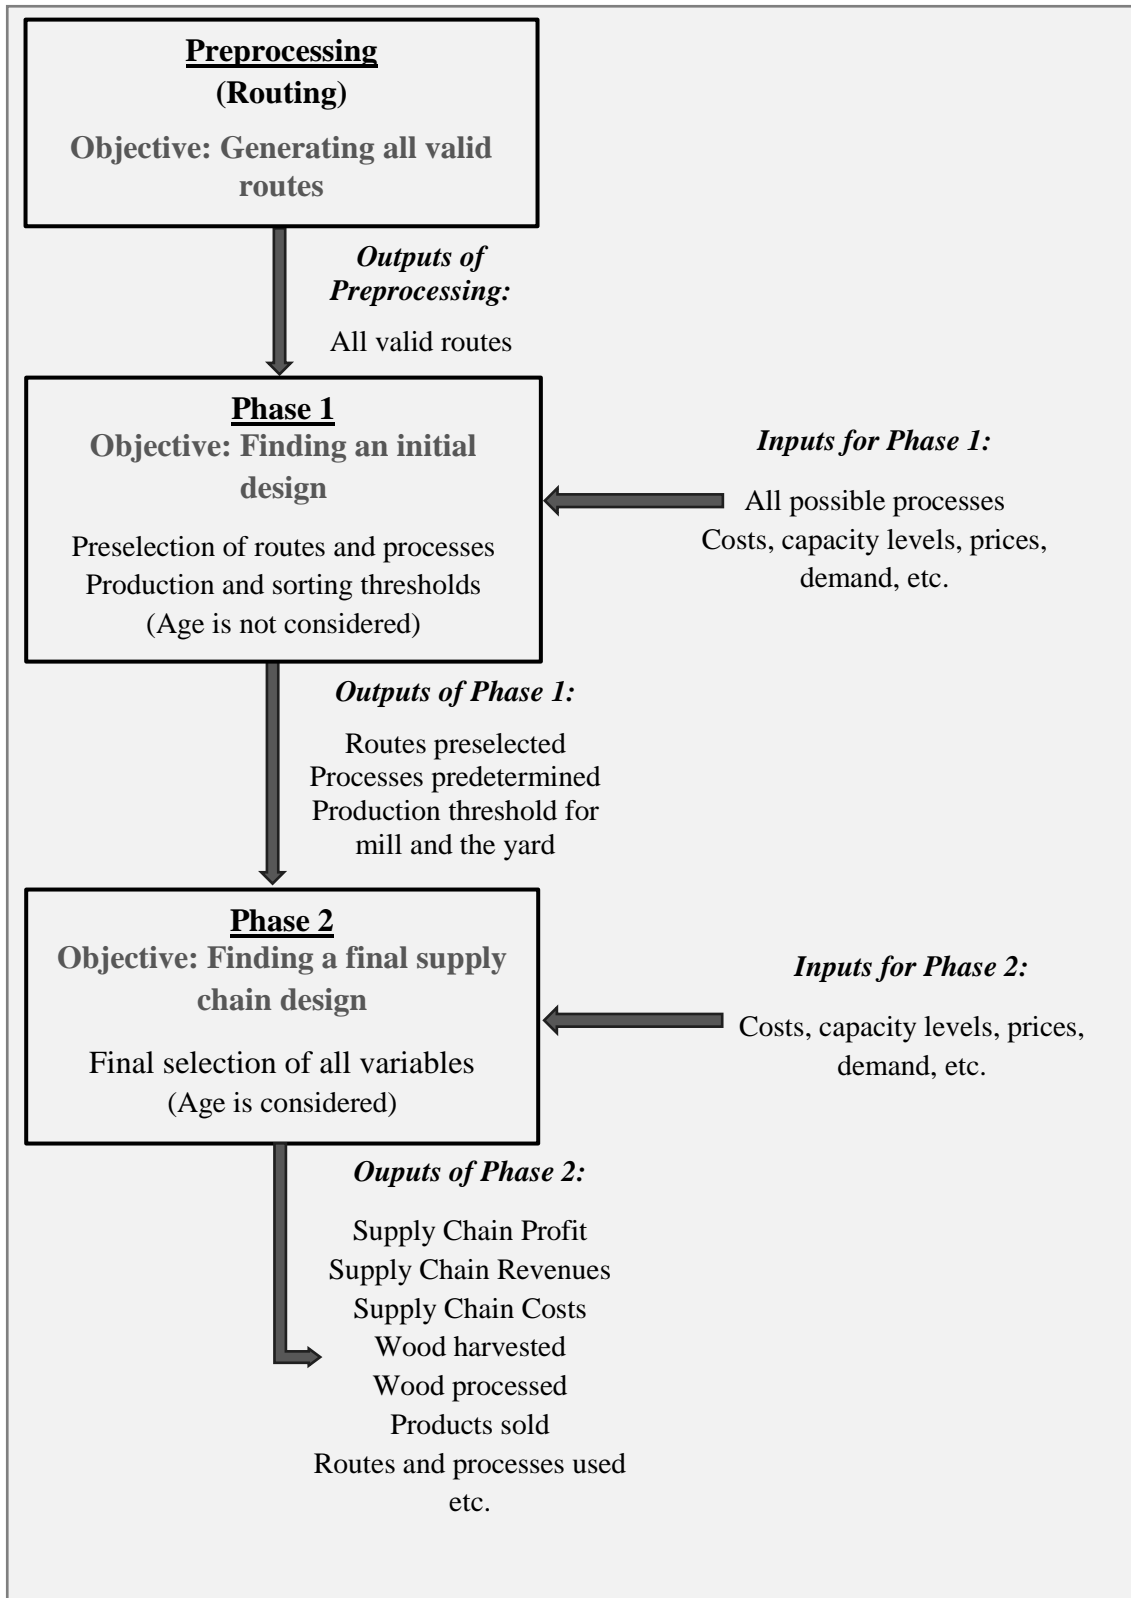 Preprocessing
(Routing)
Objective: Generating all valid
routes
Outputs of
Preprocessing:
All valid routes
Phase 1
Objective: Finding an initial
design
Preselection of routes and processes
Production and sorting thresholds
(Age is not considered)
Inputs for Phase 1:
All possible processes
Costs, capacity levels, prices,
demand, etc.
Outputs of Phase 1:
Routes preselected
Processes predetermined
Production threshold for
mill and the yard
Phase 2
Objective: Finding a final supply
chain design
Final selection of all variables
(Age is considered)
Inputs for Phase 2:
Costs, capacity levels, prices,
demand, etc.
Ouputs of Phase 2:
Supply Chain Profit
Supply Chain Revenues
Supply Chain Costs
Wood harvested
Wood processed
Products sold
Routes and processes used
etc.